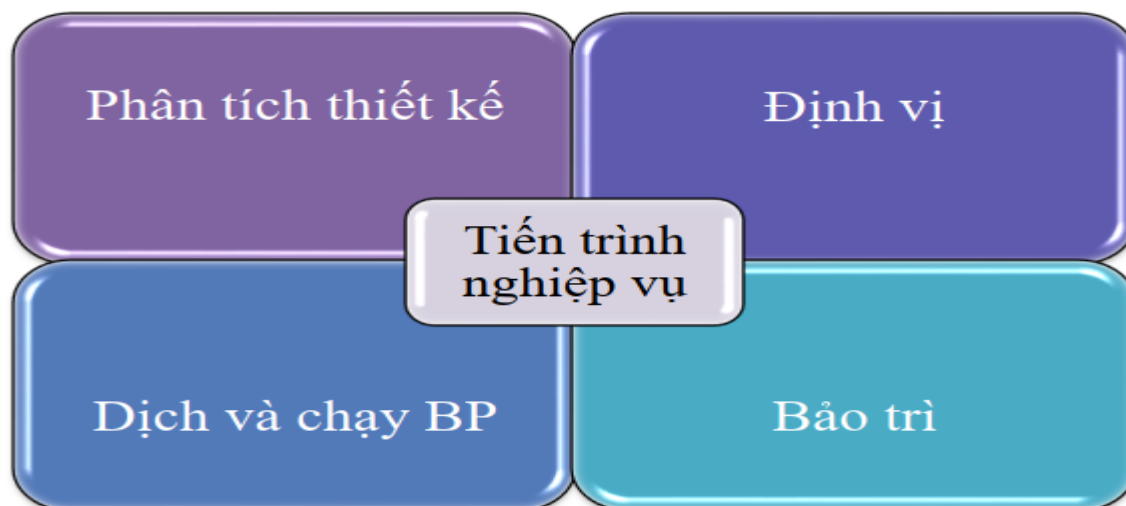 Phân tích thiết kế
Định vị
Tiến trình
nghiệp vụ
Dịch và chạy BP
Bảo trì